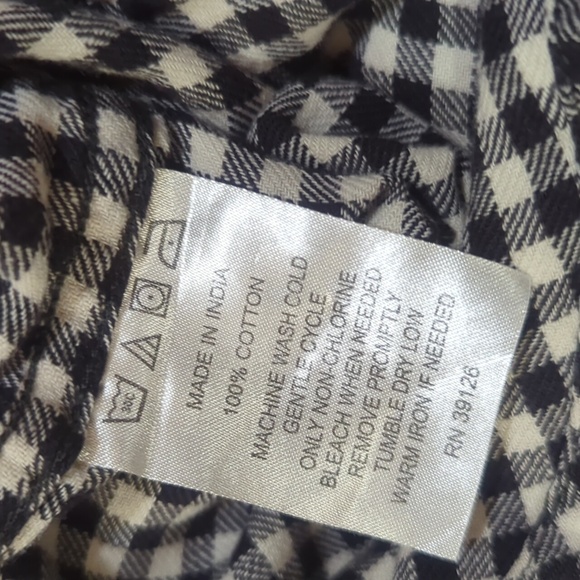 MADE IN INDIA
100% COTTON
MACHINE WASH COLD
GENTLE CYCLE
ONLY NON-CHLORINE
BLEACH WHEN NEEDED
REMOVE PROMPTLY
TUMBLE DRY LOW
WARM IRON IF NEEDED
RN 39126
30C